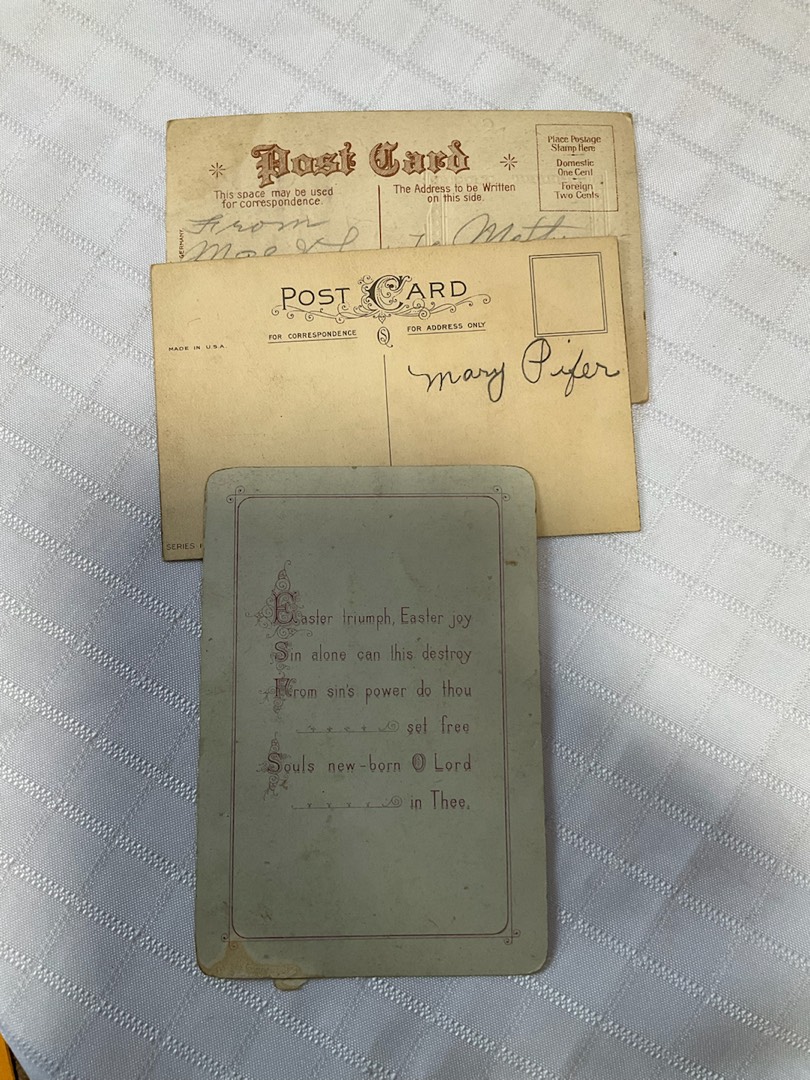 Post Card
Place Postage
Stamp Here
Domestic
One Cent
Foreign
Two Cents
This space may be used
for correspondence.
The Address to be Written
on this side.
GERMANY
From
To
POST CARD
FOR CORRESPONDENCE
FOR ADDRESS ONLY
MADE IN U.S.A.
Mary Pifer
SERIES
Easter triumph, Easter joy
Sin alone can this destroy
From sin's power do thou
set free
Souls new-born O Lord
in Thee.